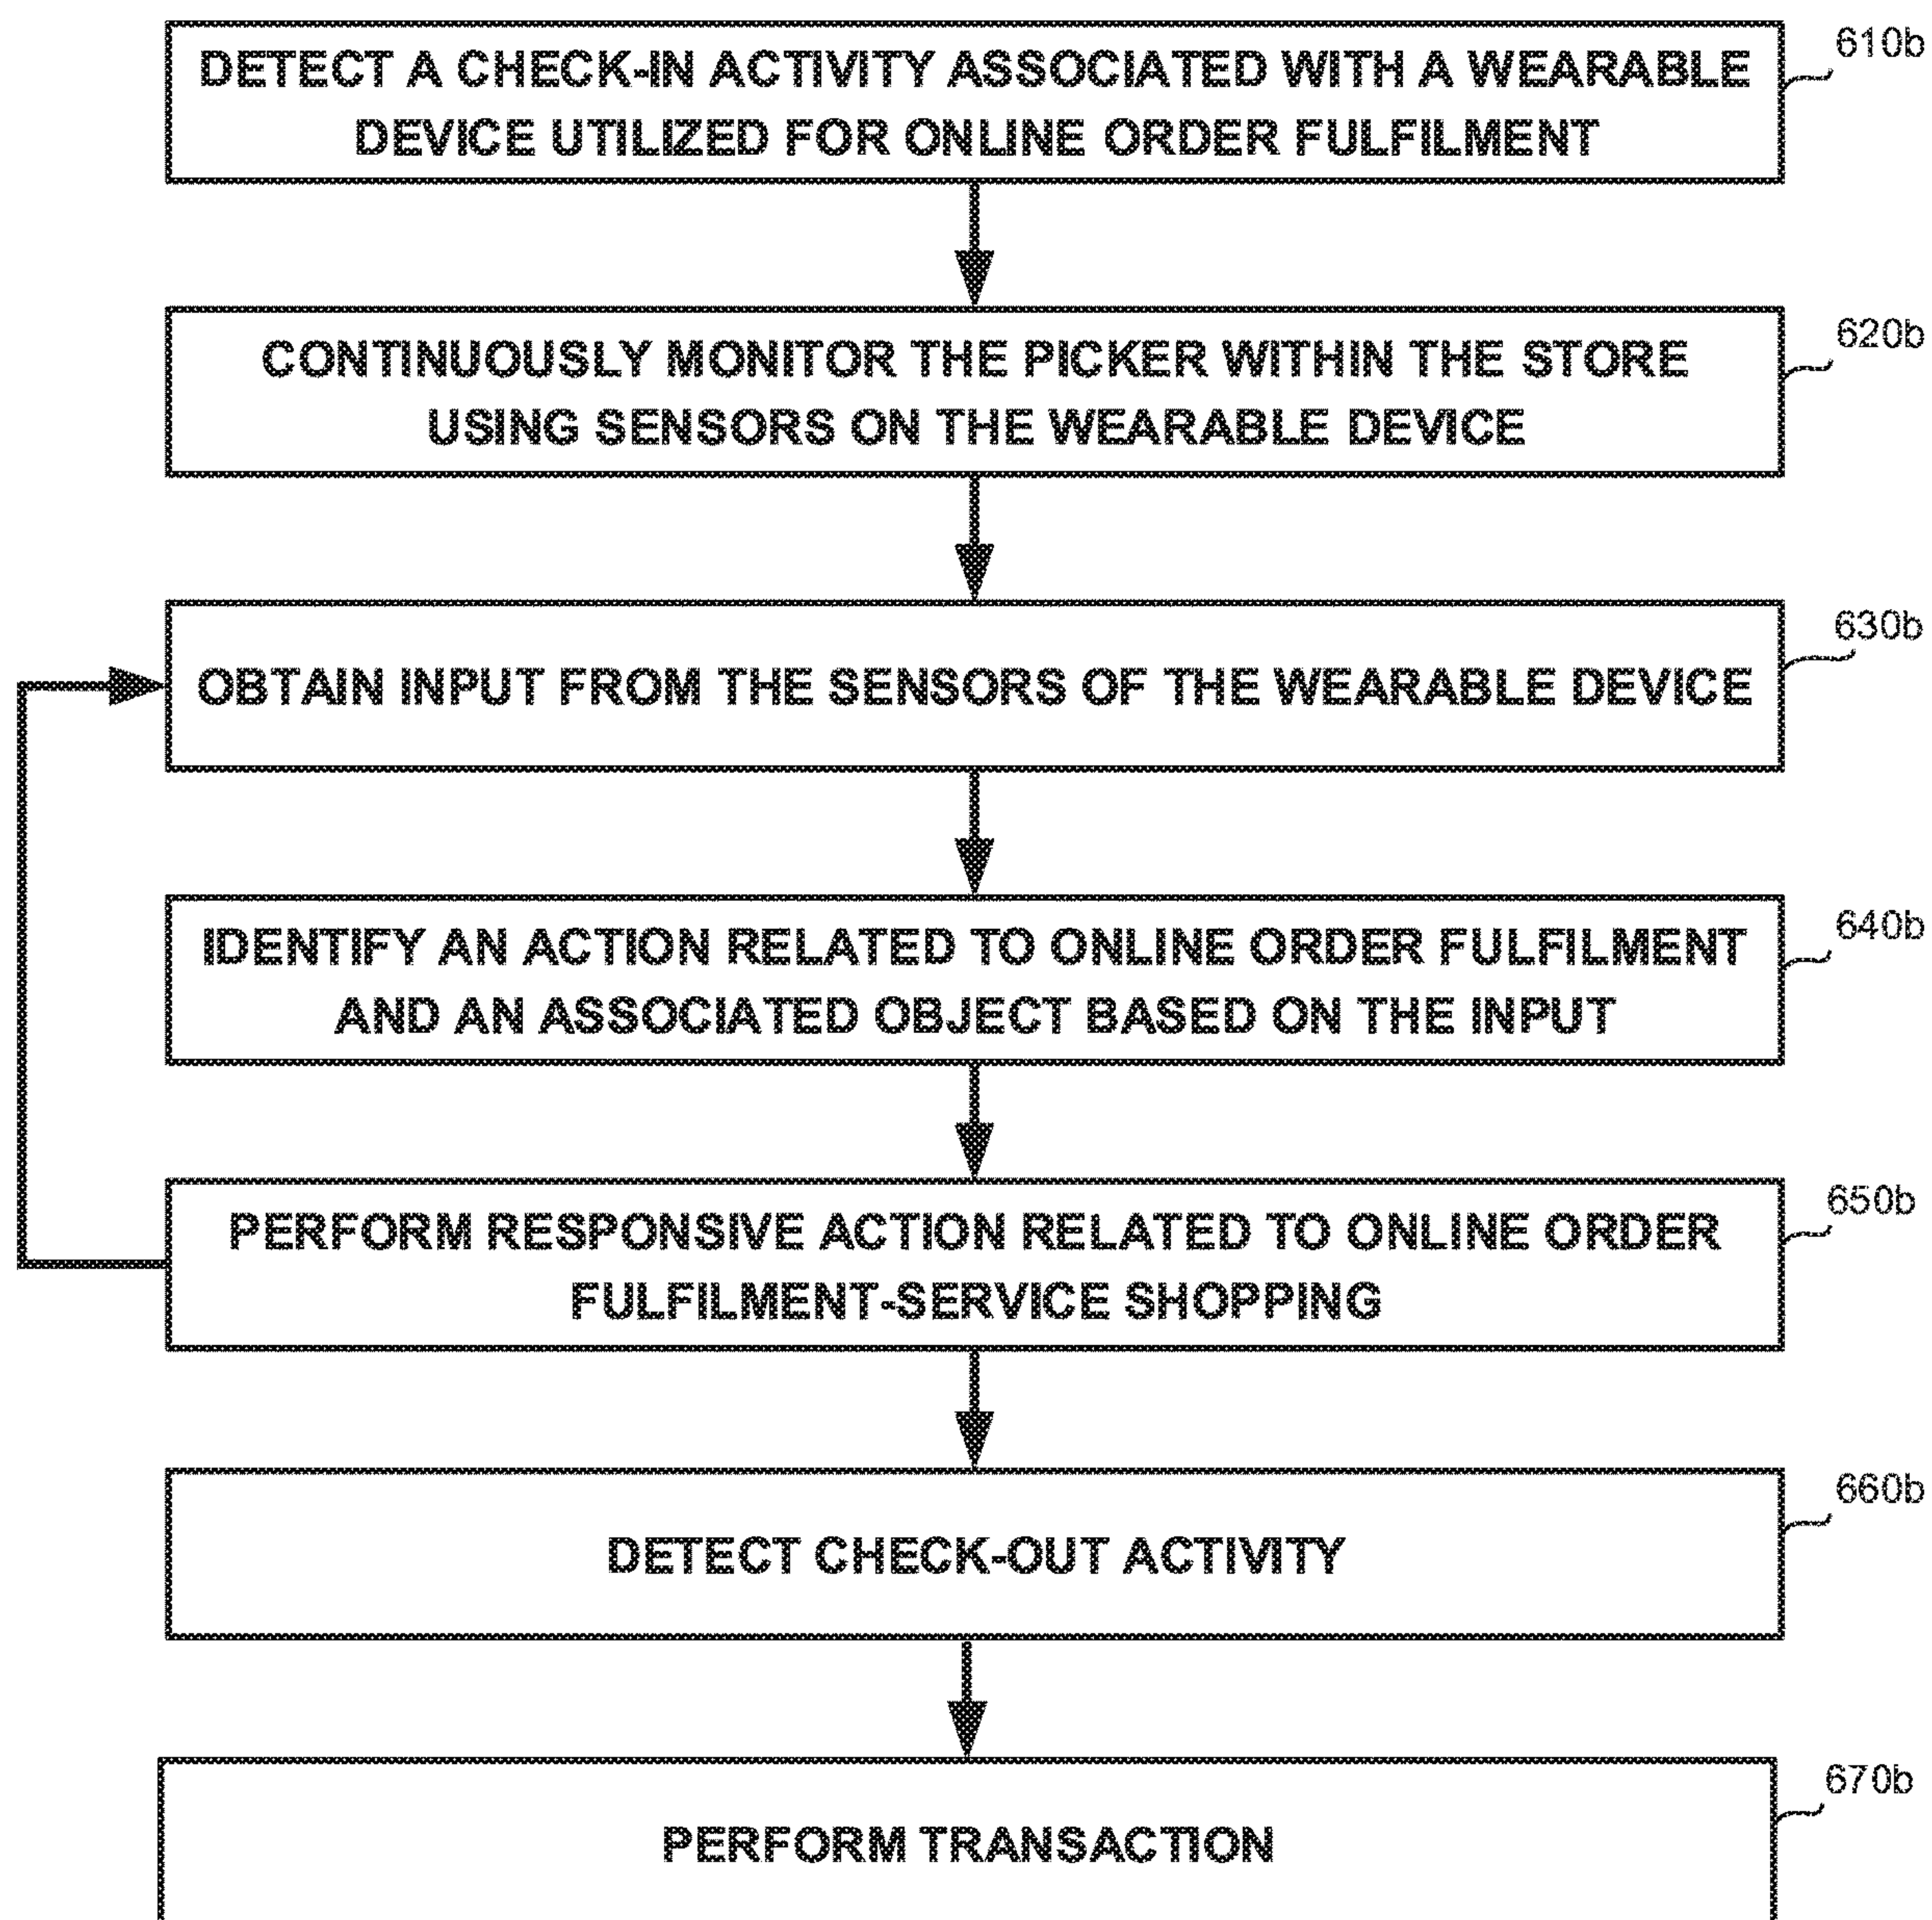 610b
DETECT A CHECK-IN ACTIVITY ASSOCIATED WITH A WEARABLE
DEVICE UTILIZED FOR ONLINE ORDER FULFILMENT
620b
CONTINUOUSLY MONITOR THE PICKER WITHIN THE STORE
USING SENSORS ON THE WEARABLE DEVICE
630b
OBTAIN INPUT FROM THE SENSORS OF THE WEARABLE DEVICE
640b
IDENTIFY AN ACTION RELATED TO ONLINE ORDER FULFILMENT
AND AN ASSOCIATED OBJECT BASED ON THE INPUT
650b
PERFORM RESPONSIVE ACTION RELATED TO ONLINE ORDER
FULFILMENT-SERVICE SHOPPING
660b
DETECT CHECK-OUT ACTIVITY
670b
PERFORM TRANSACTION